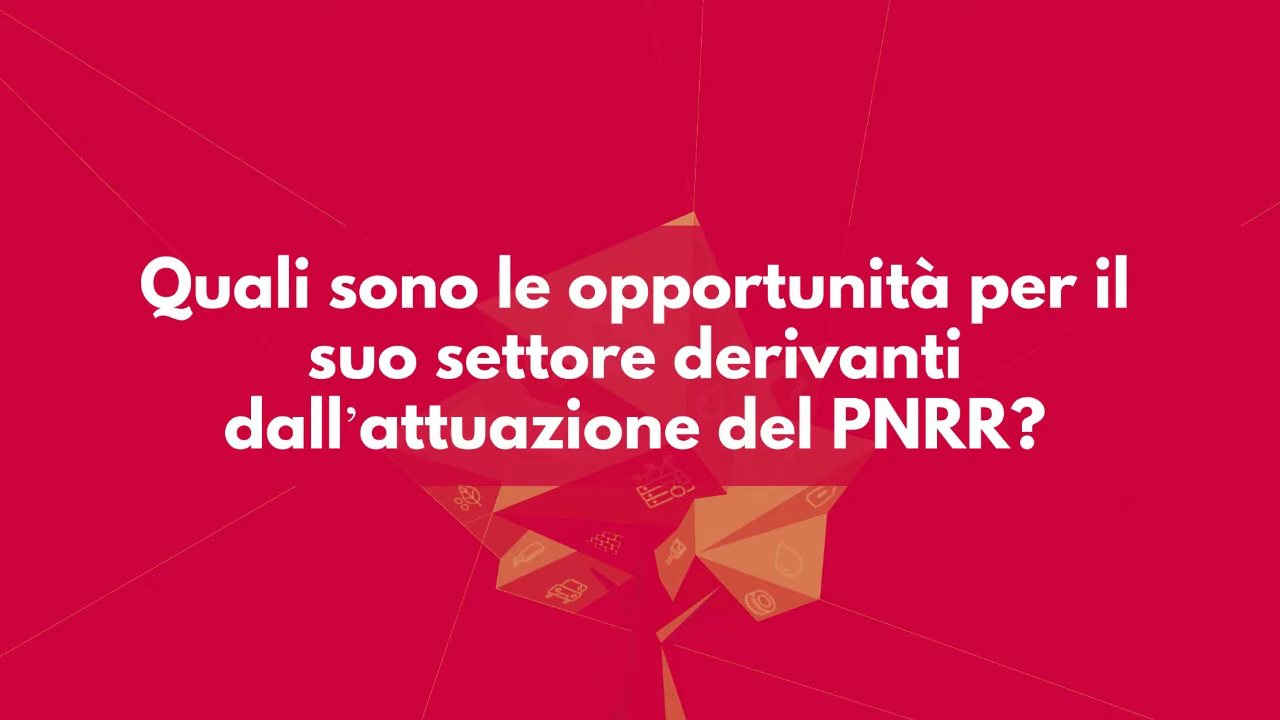 Quali sono le opportunità per il
suo settore derivanti
dall’attuazione del PNRR?